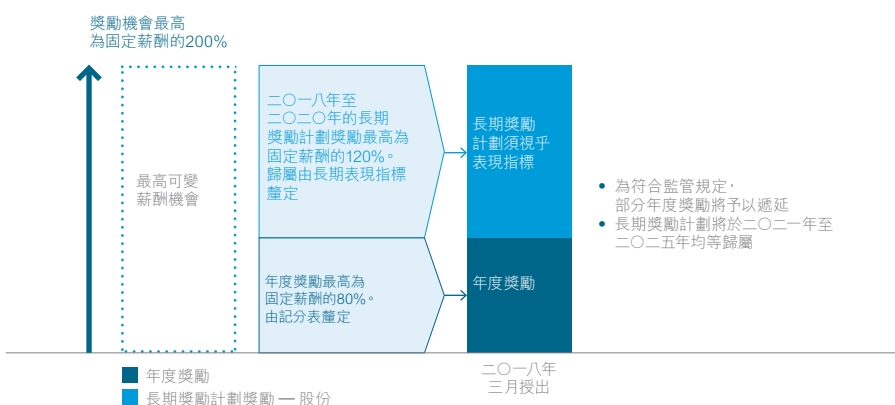 獎勵機會最高
為固定薪酬的200%
最高可變
薪酬機會
二〇一八年至
二〇二〇年的長期
獎勵計劃獎勵最高為
固定薪酬的120%。
歸屬由長期表現指標
釐定
年度獎勵最高為
固定薪酬的80%。
由記分表釐定
長期獎勵
計劃須視乎
表現指標
年度獎勵
• 為符合監管規定，
部分年度獎勵將予以遞延
• 長期獎勵計劃將於二〇二一年至
二〇二五年均等歸屬
二〇一八年
三月授出
年度獎勵
長期獎勵計劃獎勵 — 股份